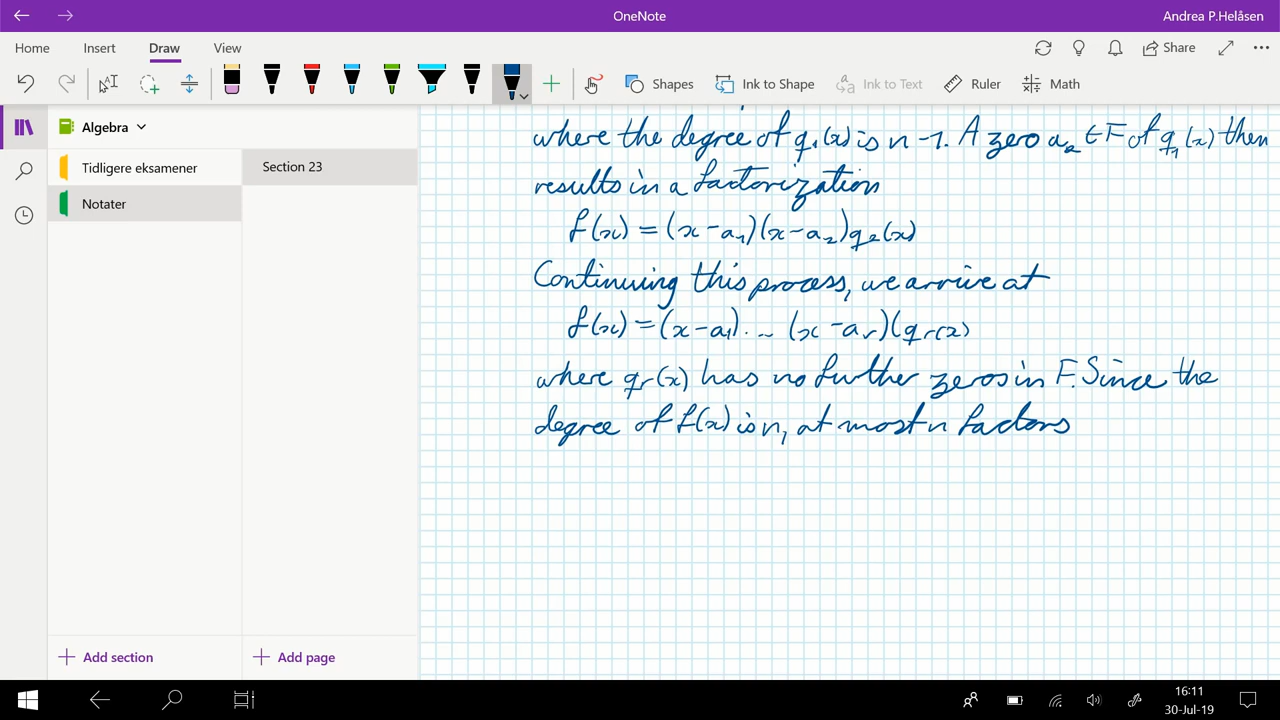 OneNote
Andrea P.Helåsen
Home Insert Draw View
Share
Shapes Ink to Shape Ink to Text Ruler Math
Algebra
Tidligere eksamener
Notater
Section 23
where the degree of q₁(x) is n-1. A zero a₂ ∈ F of q₁(x) then
results in a factorization
f(x) = (x-a₁)(x-a₂)q₂(x)
Continuing this process, we arrive at
f(x) = (x-a₁)... (x-aᵣ)(qᵣ(x)
where qᵣ(x) has no further zeros in F. Since the
degree of f(x) is n, at most n factors
Add section
Add page
16:11
30-Jul-19